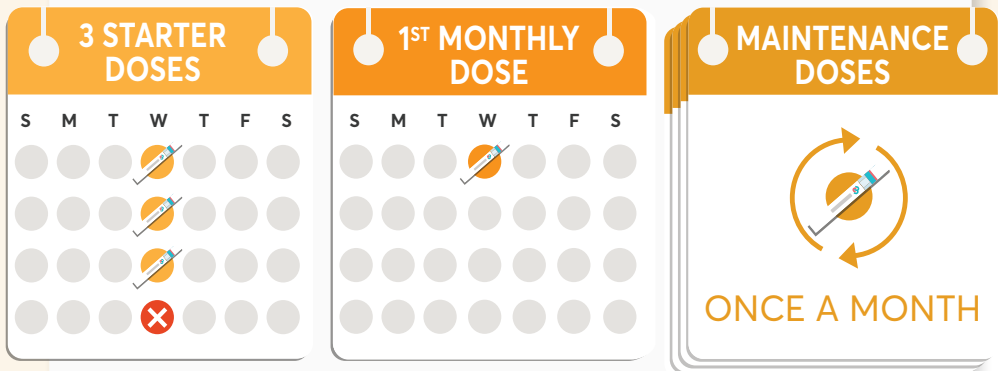 3 STARTER
DOSES
S M T W T F S
1ST MONTHLY
DOSE
S M T W T F S
MAINTENANCE
DOSES
ONCE A MONTH